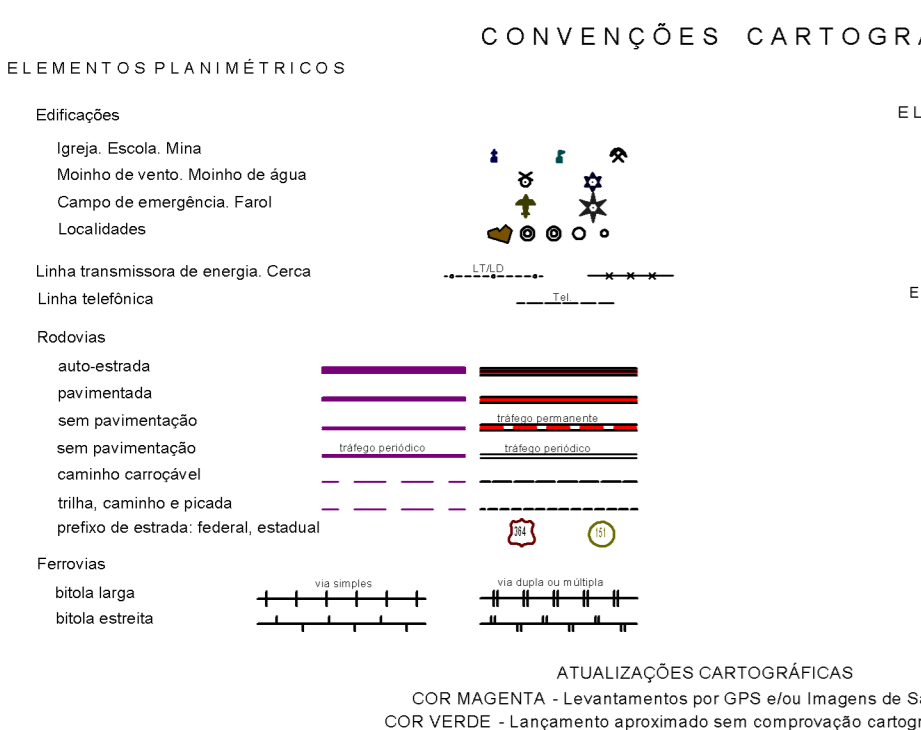 CONVENÇÕES
ELEMENTOS PLANIMÉTRICOS
Edificações
Igreja. Escola. Mina
Moinho de vento. Moinho de água
Campo de emergência. Farol
Localidades
Linha transmissora de energia. Cerca
LT/LD
Linha telefônica
Tel.
Rodovias
auto-estrada
pavimentada
sem pavimentação
tráfego permanente
sem pavimentação
tráfego periódico
tráfego periódico
caminho carroçável
trilha, caminho e picada
prefixo de estrada: federal, estadual
364
151
Ferrovias
via simples
via dupla ou múltipla
bitola larga
bitola estreita
ATUALIZAÇÕES CARTOGRÁFICAS
COR MAGENTA - Levantamentos por GPS e/ou Imagens de
COR VERDE - Lançamento aproximado sem comprovação